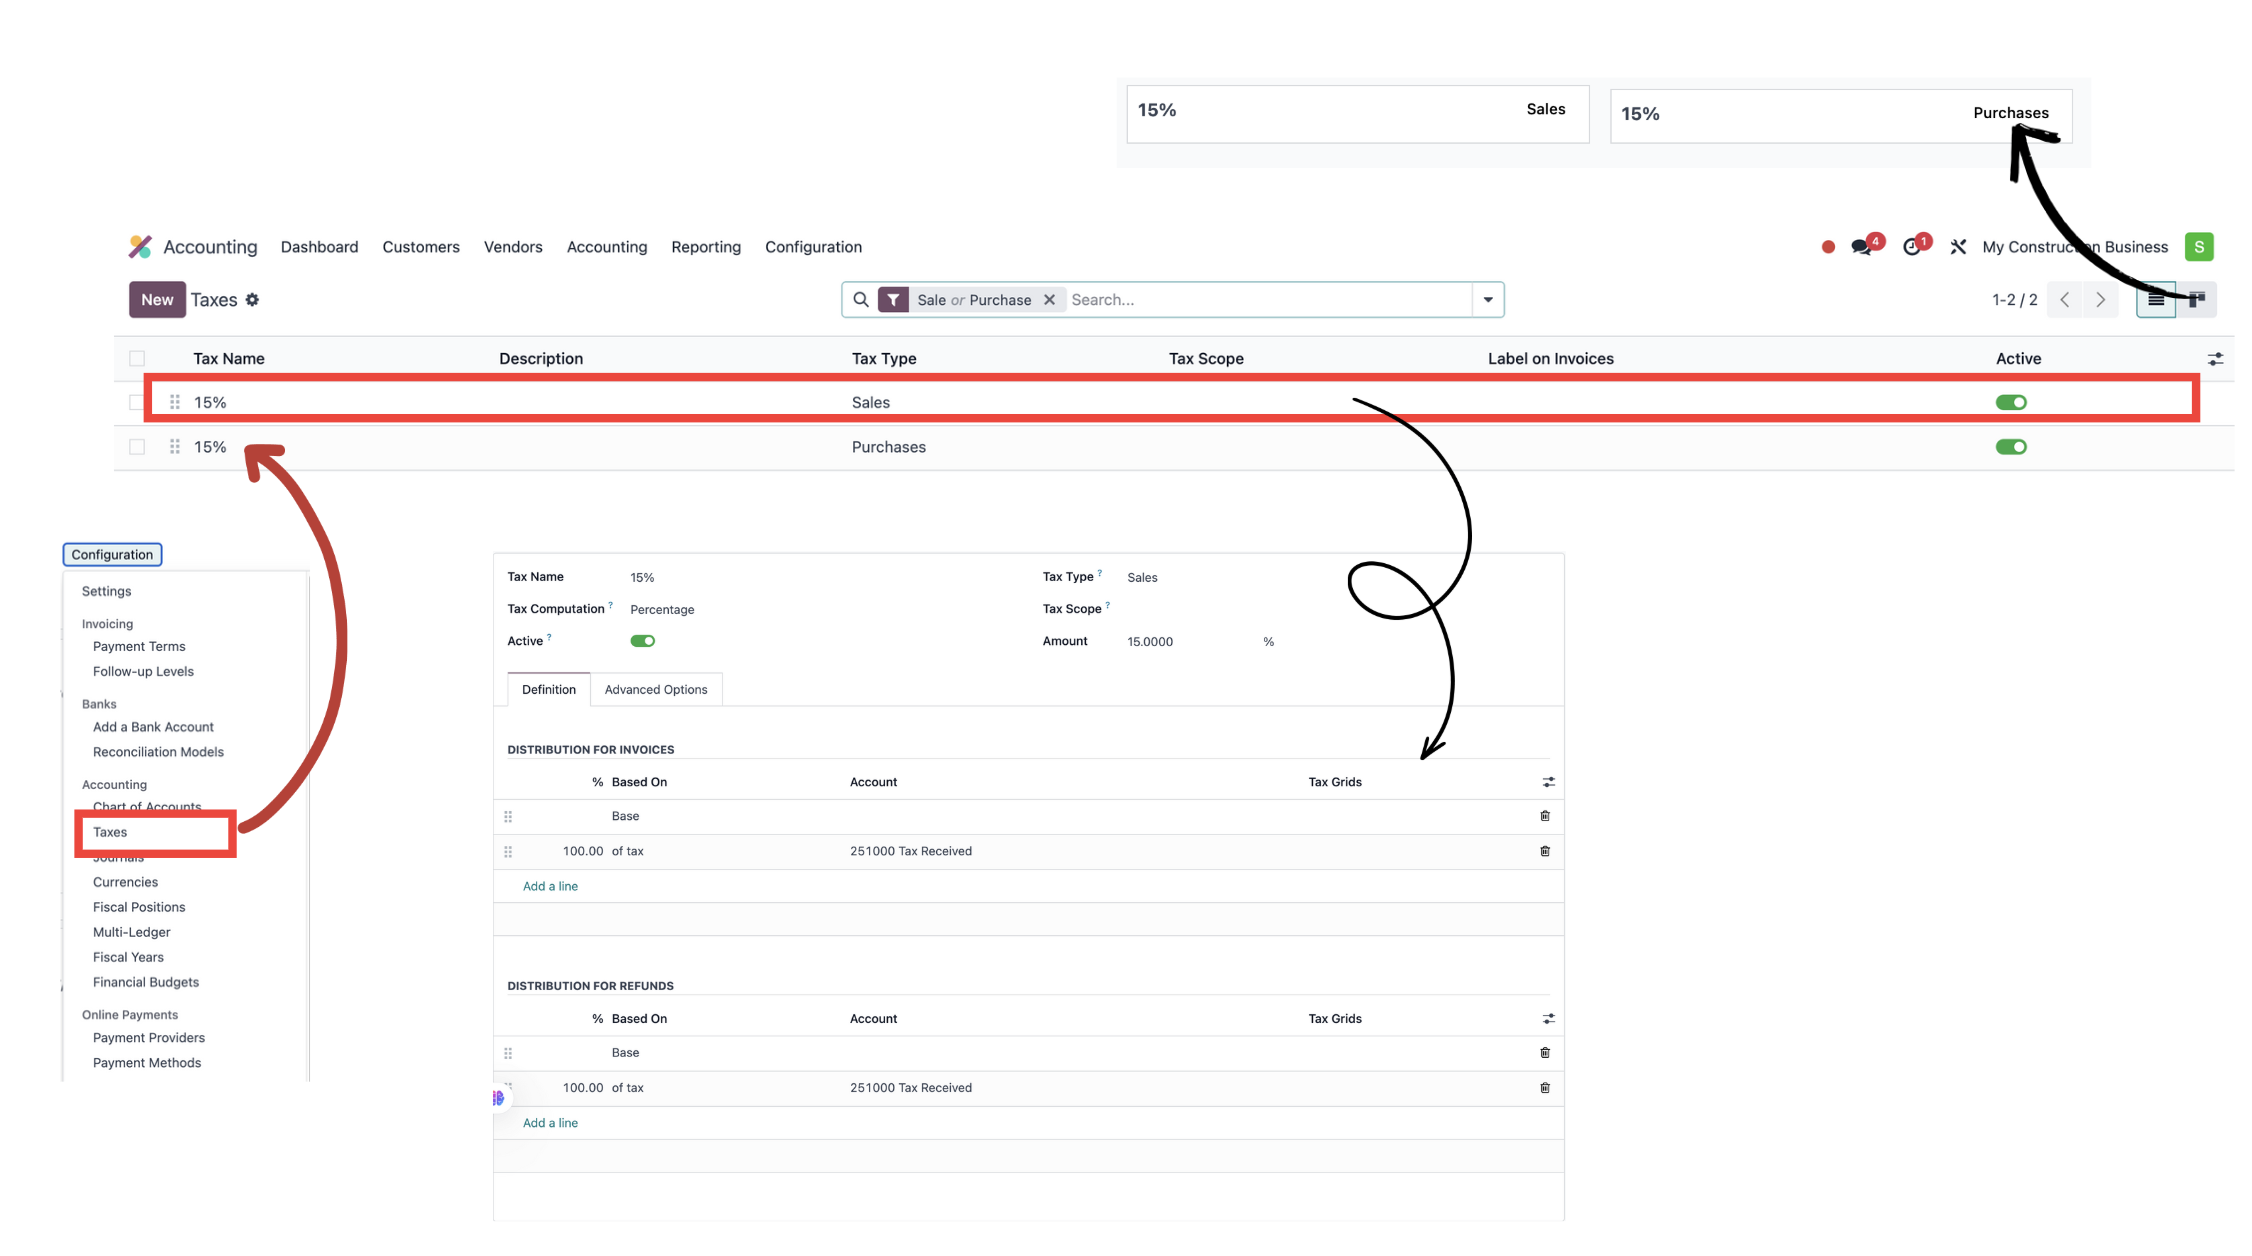 15% Sales 15% Purchases
Accounting Dashboard Customers Vendors Accounting Reporting Configuration 4 1 My Construction Business S
New Taxes Sale or Purchase Search... 1-2 / 2
Tax Name Description Tax Type Tax Scope Label on Invoices Active
15% Sales
15% Purchases
Configuration
Settings
Invoicing
Payment Terms
Follow-up Levels
Banks
Add a Bank Account
Reconciliation Models
Accounting
Chart of Accounts
Taxes
Journals
Currencies
Fiscal Positions
Multi-Ledger
Fiscal Years
Financial Budgets
Online Payments
Payment Providers
Payment Methods
Tax Name 15% Tax Type ? Sales
Tax Computation ? Percentage Tax Scope ?
Active ? Amount 15.0000 %
Definition Advanced Options
DISTRIBUTION FOR INVOICES
% Based On Account Tax Grids
Base
100.00 of tax 251000 Tax Received
Add a line
DISTRIBUTION FOR REFUNDS
% Based On Account Tax Grids
Base
100.00 of tax 251000 Tax Received
Add a line